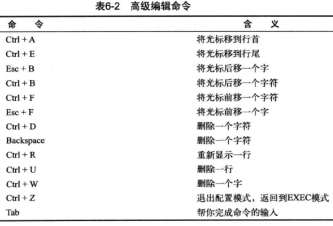 表6-2 高级编辑命令
命 令 含 义
Ctrl + A 将光标移到行首
Ctrl + E 将光标移到行尾
Esc + B 将光标后移一个字
Ctrl + B 将光标后移一个字符
Ctrl + F 将光标前移一个字符
Esc + F 将光标前移一个字
Ctrl + D 删除一个字符
Backspace 删除一个字符
Ctrl + R 重新显示一行
Ctrl + U 删除一行
Ctrl + W 删除一个字
Ctrl + Z 退出配置模式，返回到EXEC模式
Tab 帮你完成命令的输入